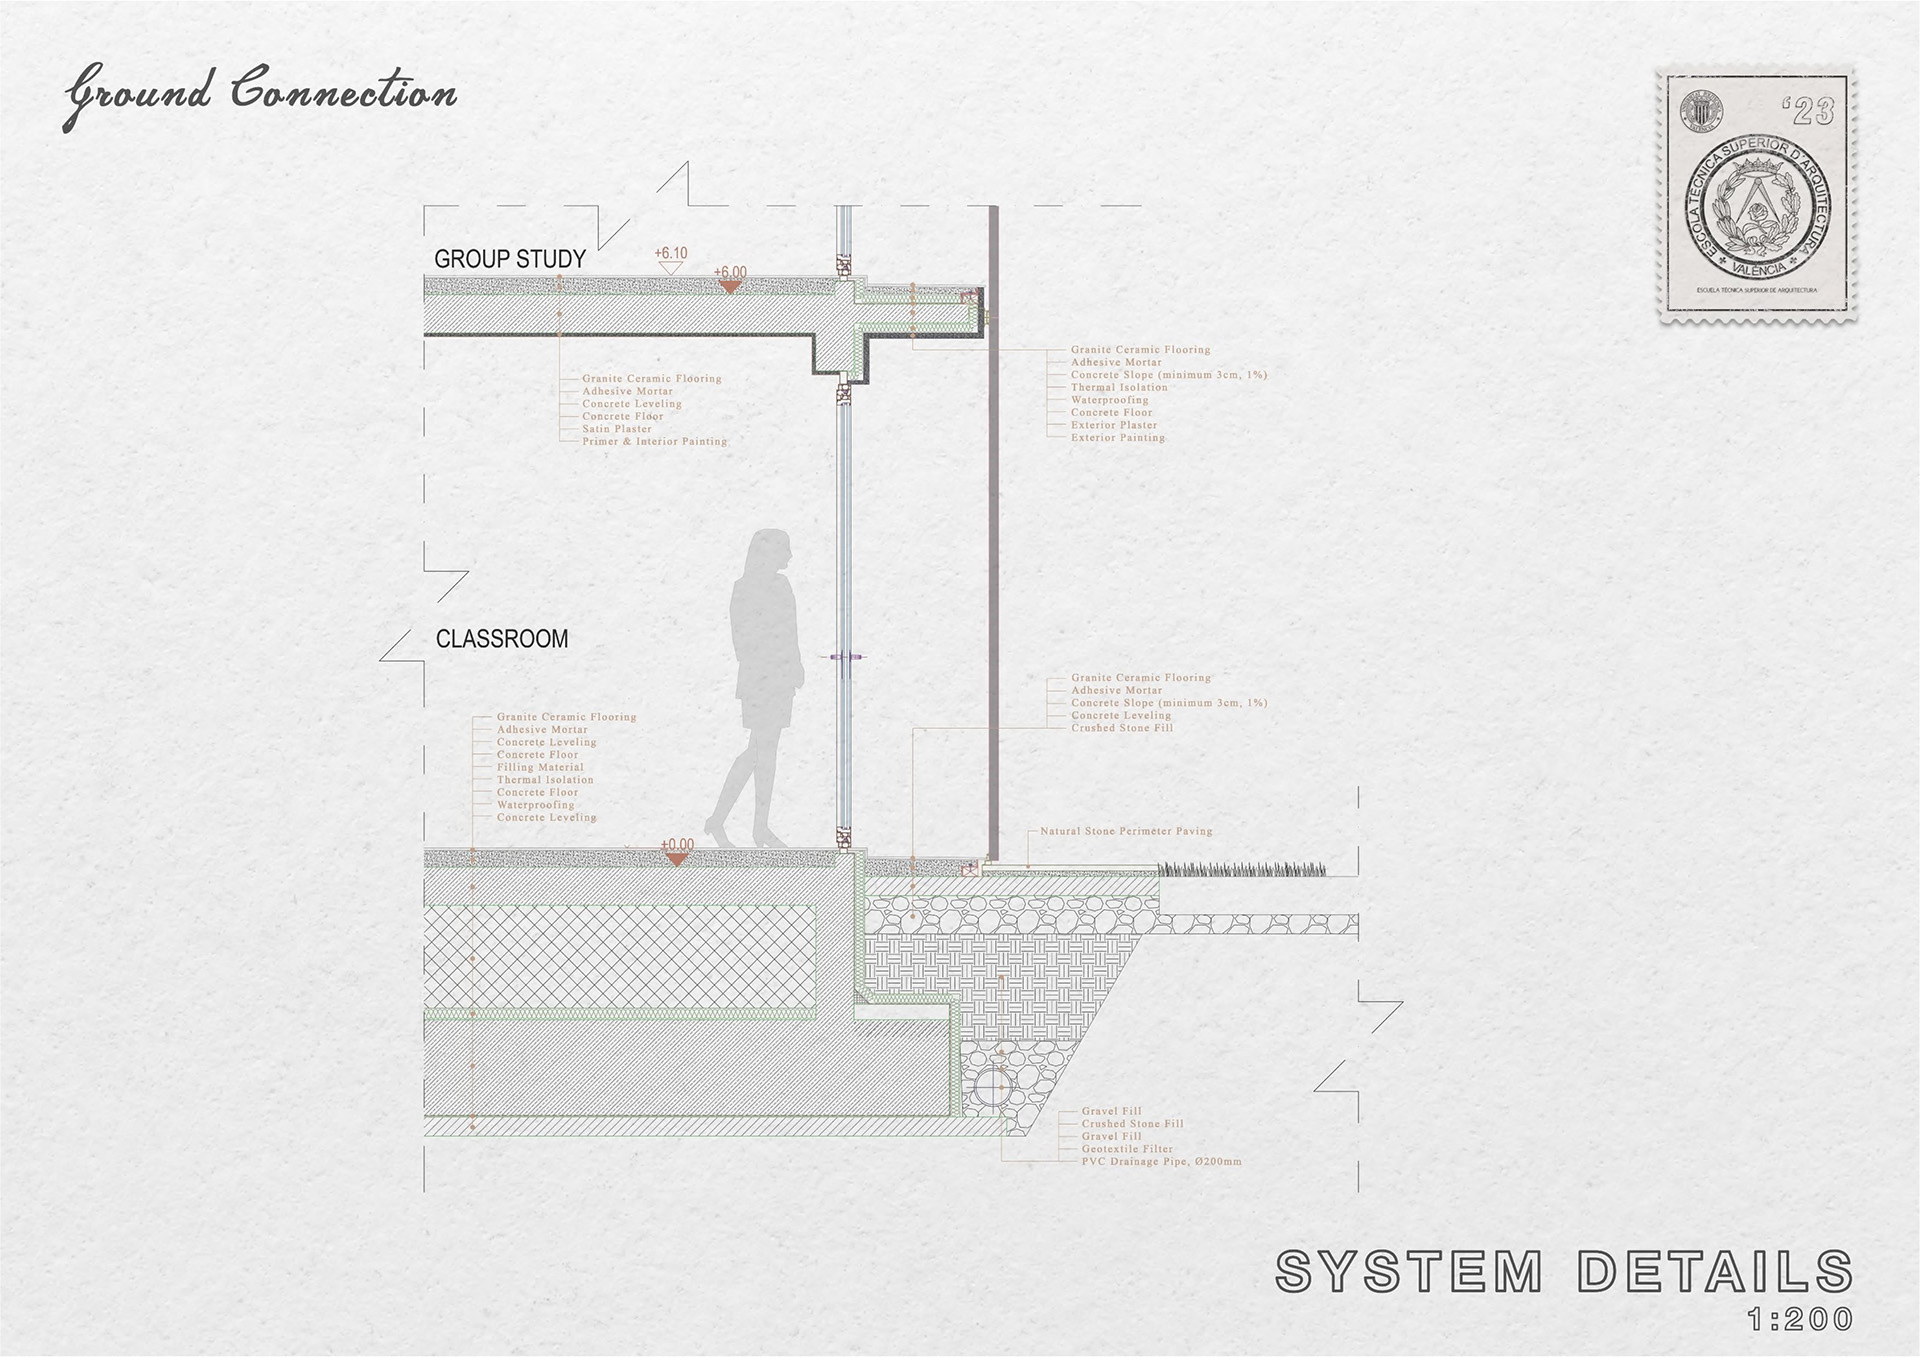 Ground Connection
'23
ESCOLA TÈCNICA SUPERIOR D'ARQUITECTURA
VALÈNCIA
ESCUELA TÉCNICA SUPERIOR DE ARQUITECTURA
GROUP STUDY
+6.10
+6.00
Granite Ceramic Flooring
Adhesive Mortar
Concrete Leveling
Concrete Floor
Satin Plaster
Primer & Interior Painting
Granite Ceramic Flooring
Adhesive Mortar
Concrete Slope (minimum 3cm, 1%)
Thermal Isolation
Waterproofing
Concrete Floor
Exterior Plaster
Exterior Painting
CLASSROOM
Granite Ceramic Flooring
Adhesive Mortar
Concrete Leveling
Concrete Floor
Filling Material
Thermal Isolation
Concrete Floor
Waterproofing
Concrete Leveling
Granite Ceramic Flooring
Adhesive Mortar
Concrete Slope (minimum 3cm, 1%)
Concrete Leveling
Crushed Stone Fill
Natural Stone Perimeter Paving
+0.00
Gravel Fill
Crushed Stone Fill
Gravel Fill
Geotextile Filter
PVC Drainage Pipe, Ø200mm
SYSTEM DETAILS
1:200